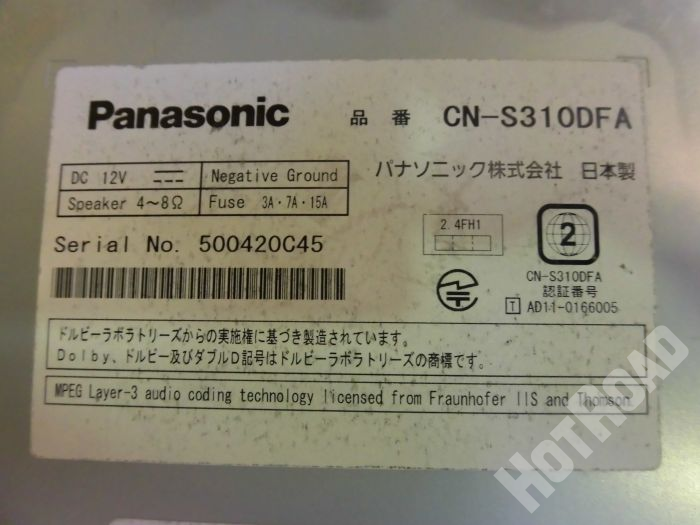 Panasonic 品 番 CN-S310DFA
DC 12V Negative Ground
Speaker 4~8Ω Fuse 3A・7A・15A
パナソニック株式会社 日本製
Serial No. 500420C45
2.4FH1
2
CN-S310DFA
認証番号
T AD11-0166005
ドルビーラボラトリーズからの実施権に基づき製造されています。
Dolby、ドルビー及びダブルD記号はドルビーラボラトリーズの商標です。
MPEG Layer-3 audio coding technology licensed from Fraunhofer IIS and Thomson.
HOTROAD